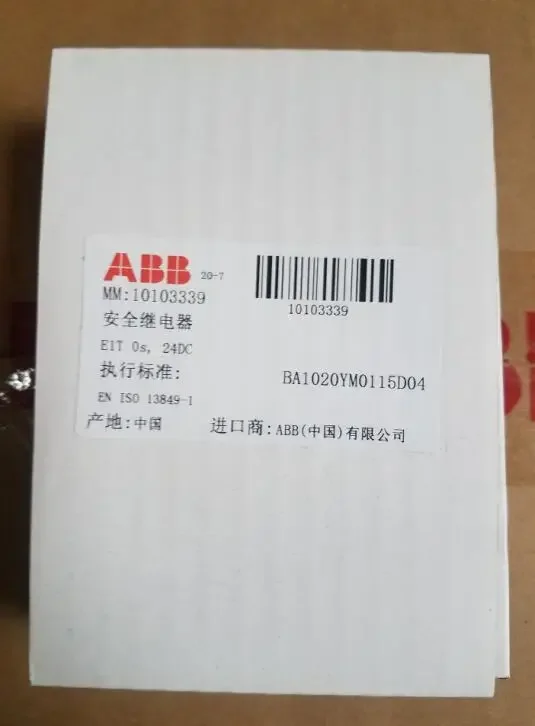 ABB 20-7
MM:10103339
10103339
安全继电器
E1T 0s, 24DC
执行标准:
BA1020YM0115D04
EN ISO 13849-1
产地:中国 进口商:ABB(中国)有限公司